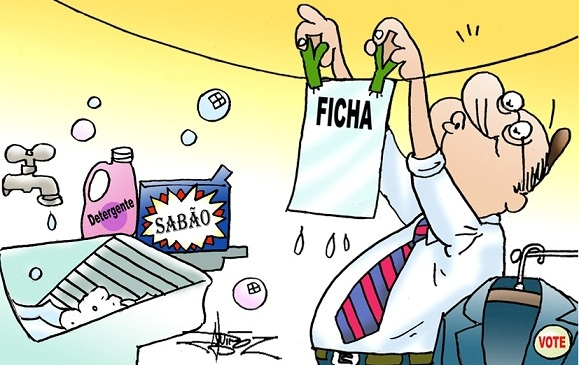 FICHA
Detergente
SABÃO
VOTE